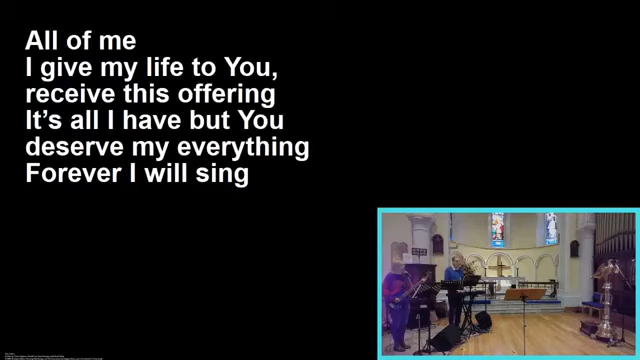 All of me
I give my life to You,
receive this offering
It's all I have but You
deserve my everything
Forever I will sing